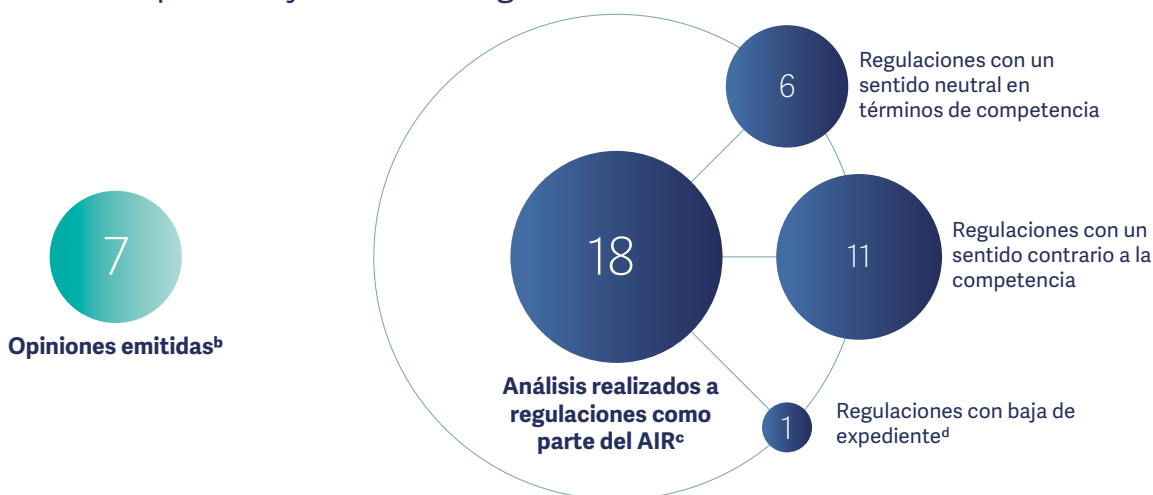 7
Opiniones emitidasᵇ
18
Análisis realizados a
regulaciones como
parte del AIRᶜ
6
Regulaciones con un
sentido neutral en
términos de competencia
11
Regulaciones con un
sentido contrario a la
competencia
1
Regulaciones con baja de
expedienteᵈ